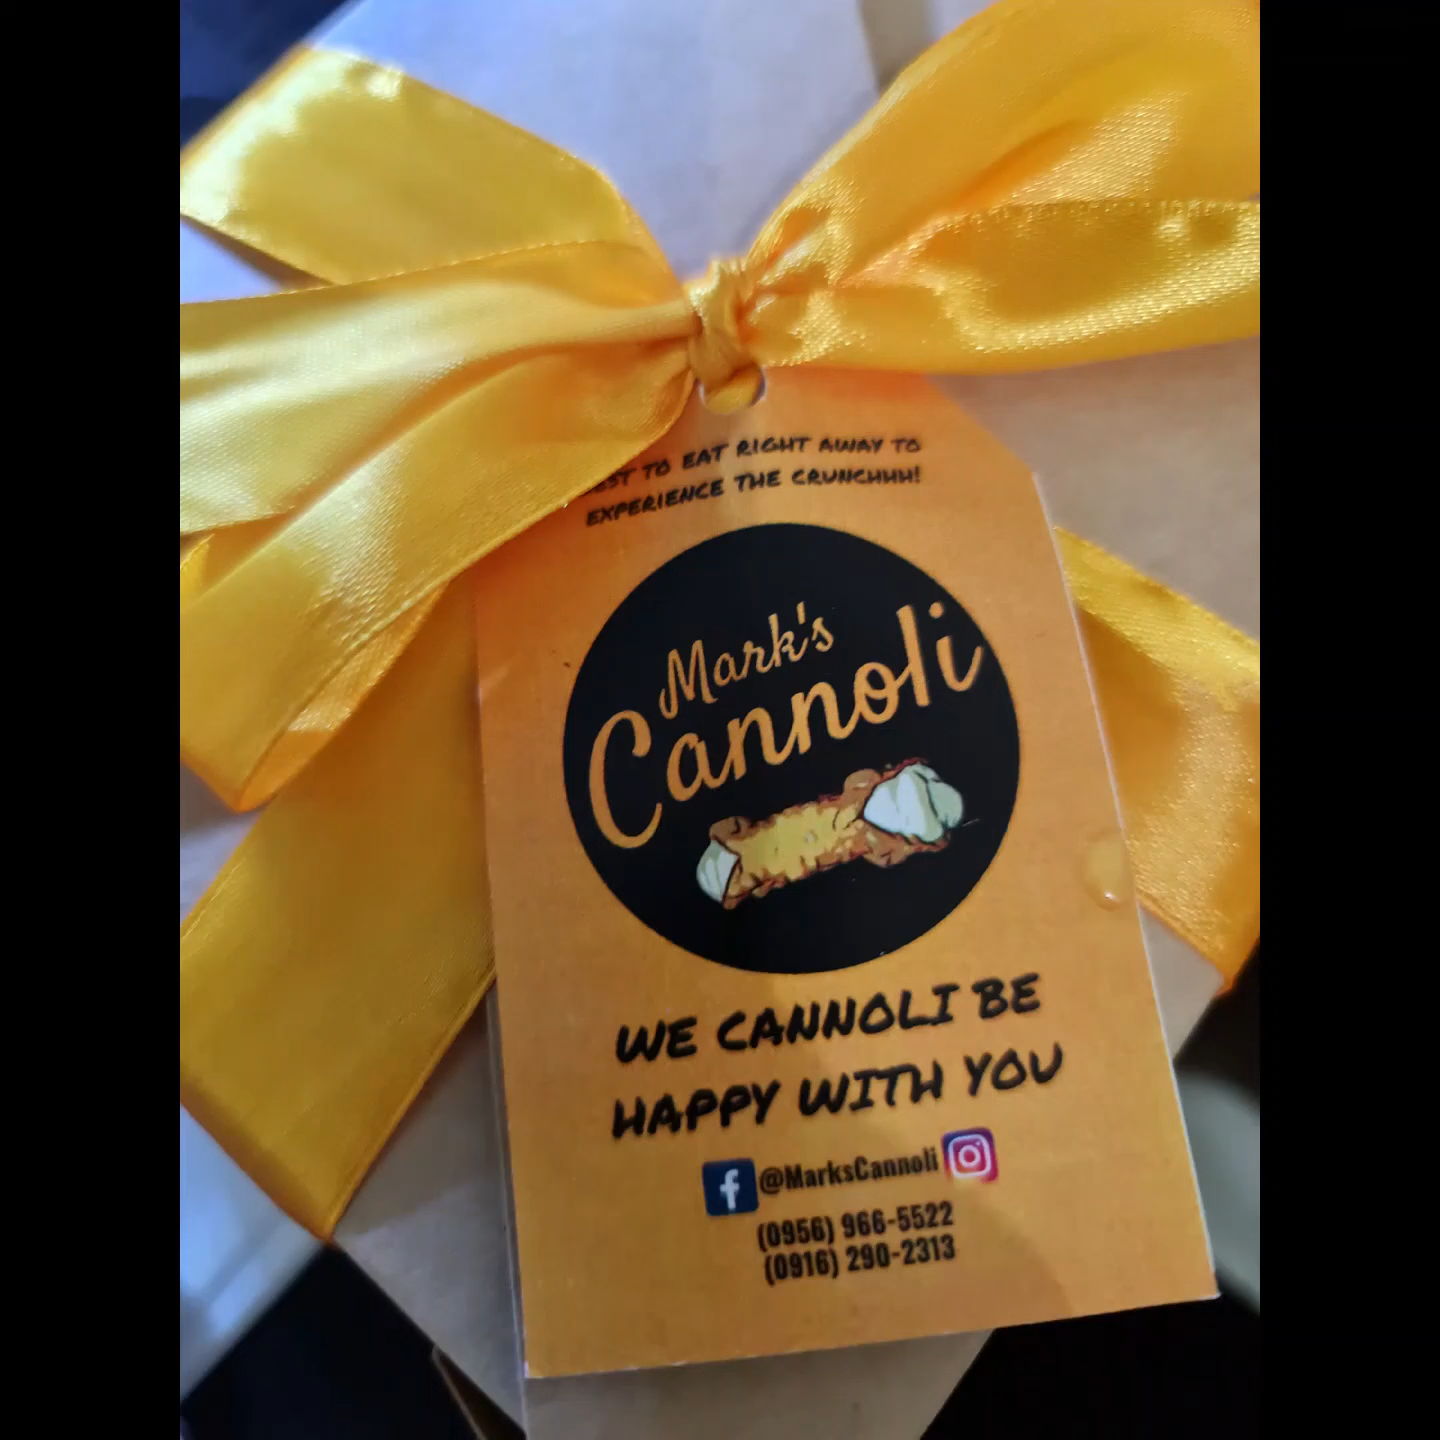 BEST TO EAT RIGHT AWAY TO
EXPERIENCE THE CRUNCHHH!
Mark's
Cannoli
WE CANNOLI BE
HAPPY WITH YOU
@MarksCannoli
(0956) 966-5522
(0916) 290-2313